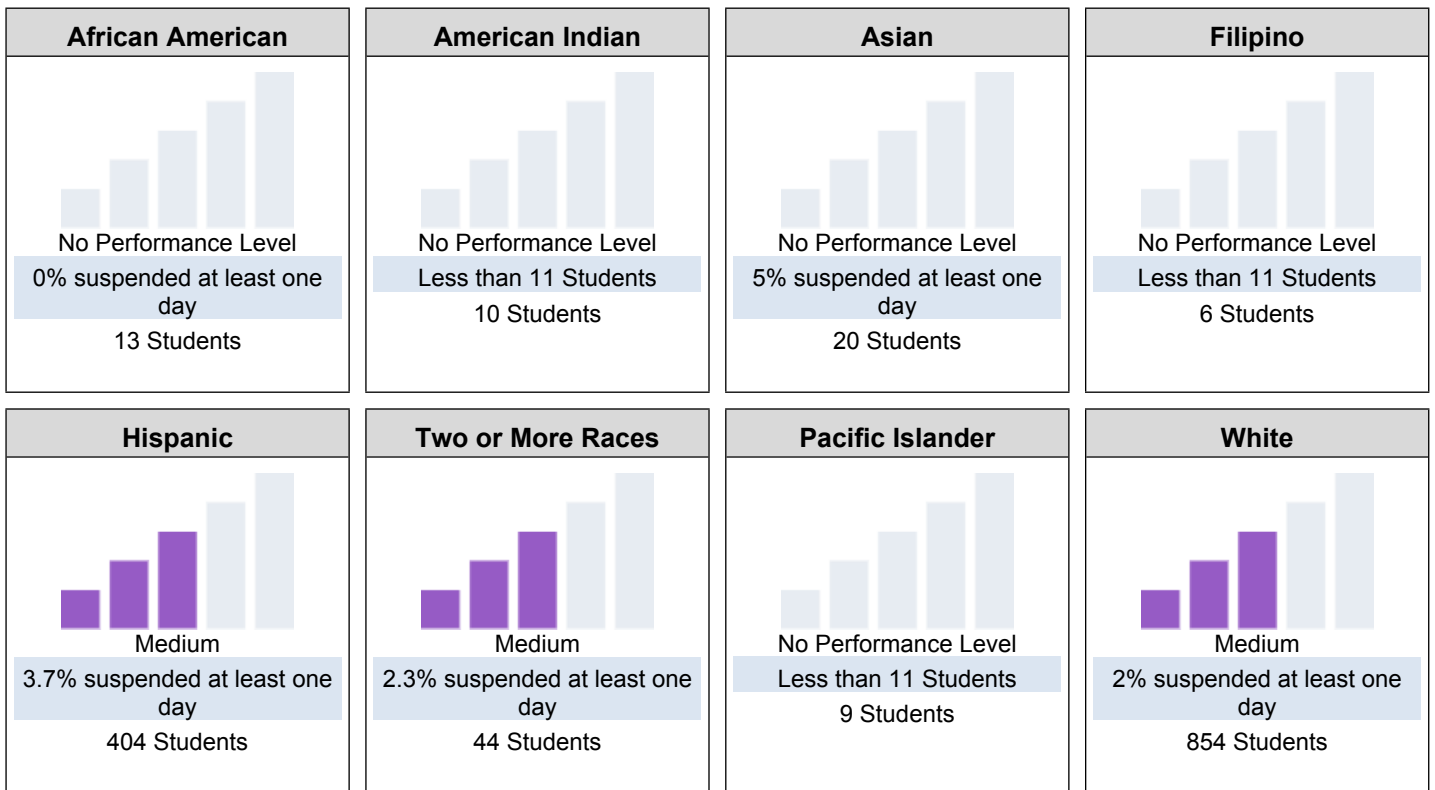 African American
No Performance Level
0% suspended at least one
day
13 Students
American Indian
No Performance Level
Less than 11 Students
10 Students
Asian
No Performance Level
5% suspended at least one
day
20 Students
Filipino
No Performance Level
Less than 11 Students
6 Students
Hispanic
Medium
3.7% suspended at least one
day
404 Students
Two or More Races
Medium
2.3% suspended at least one
day
44 Students
Pacific Islander
No Performance Level
Less than 11 Students
9 Students
White
Medium
2% suspended at least one
day
854 Students